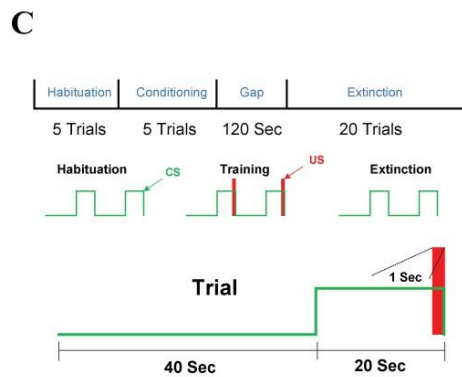 C
Habituation Conditioning Gap Extinction
5 Trials 5 Trials 120 Sec 20 Trials
Habituation Training US Extinction
CS
1 Sec
Trial
40 Sec 20 Sec